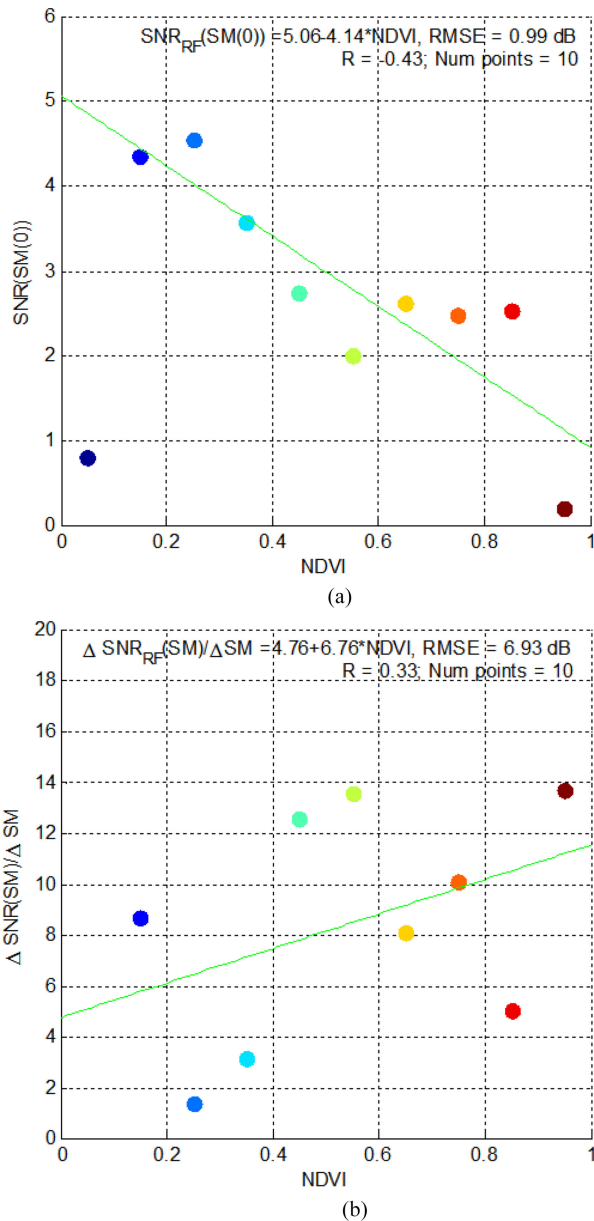 SNR_RF(SM(0)) =5.06-4.14*NDVI, RMSE = 0.99 dB
R = -0.43; Num points = 10
6
5
4
3
2
1
0
SNR(SM(0))
0 0.2 0.4 0.6 0.8 1
NDVI
(a)
Δ SNR_RF(SM)/ΔSM =4.76+6.76*NDVI, RMSE = 6.93 dB
R = 0.33; Num points = 10
20
18
16
14
12
10
8
6
4
2
0
Δ SNR(SM)/Δ SM
0 0.2 0.4 0.6 0.8 1
NDVI
(b)